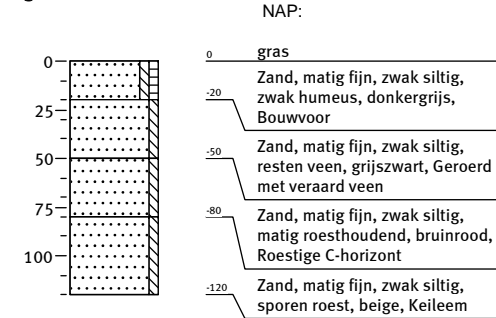 NAP:
0
25
50
75
100
0
gras
-20
Zand, matig fijn, zwak siltig,
zwak humeus, donkergrijs,
Bouwvoor
-50
Zand, matig fijn, zwak siltig,
resten veen, grijszwart, Geroerd
met veraard veen
-80
Zand, matig fijn, zwak siltig,
matig roesthoudend, bruinrood,
Roestige C-horizont
-120
Zand, matig fijn, zwak siltig,
sporen roest, beige, Keileem